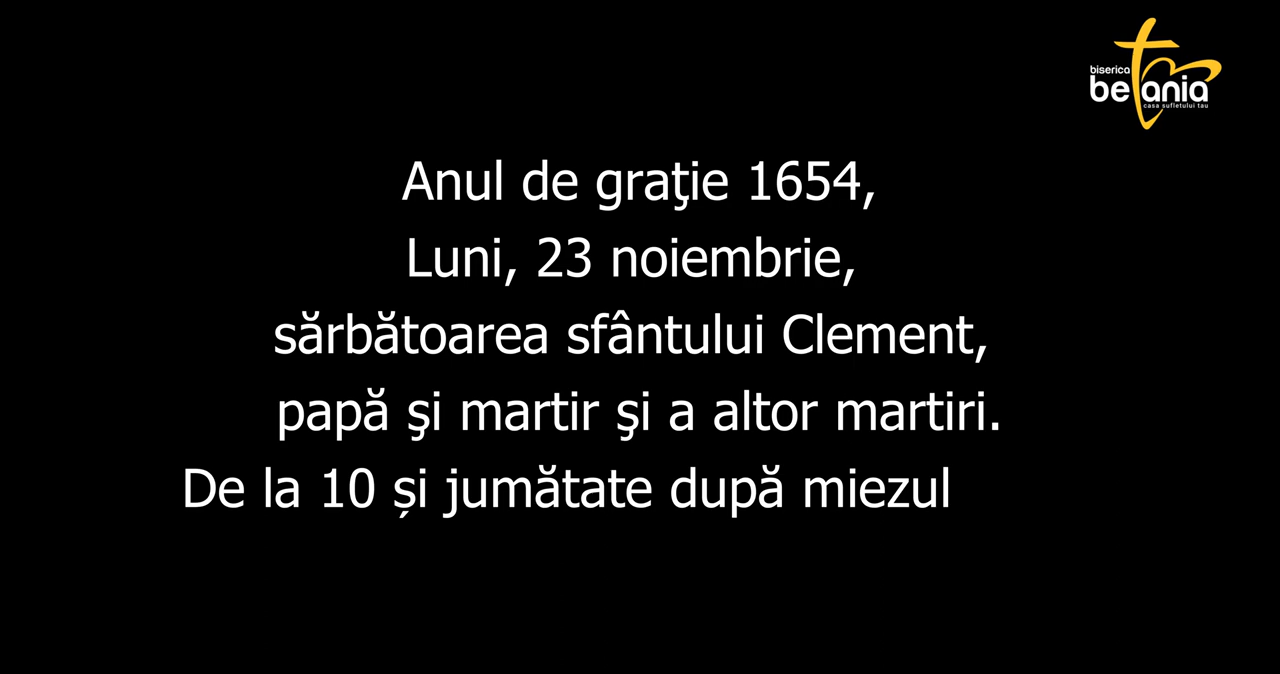 biserica
betania
casa sufletului tau
Anul de graţie 1654,
Luni, 23 noiembrie,
sărbătoarea sfântului Clement,
papă şi martir şi a altor martiri.
De la 10 și jumătate după miezul